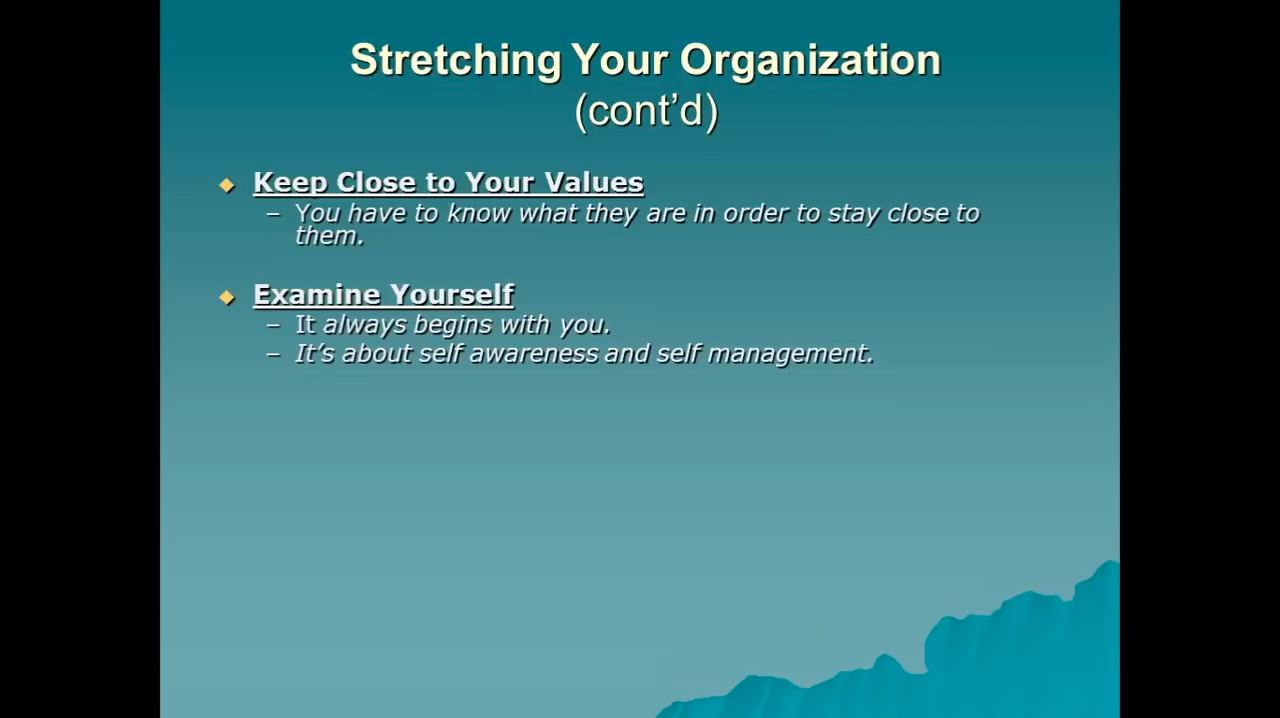 Stretching Your Organization
(cont’d)
Keep Close to Your Values
– You have to know what they are in order to stay close to
them.
Examine Yourself
– It always begins with you.
– It’s about self awareness and self management.